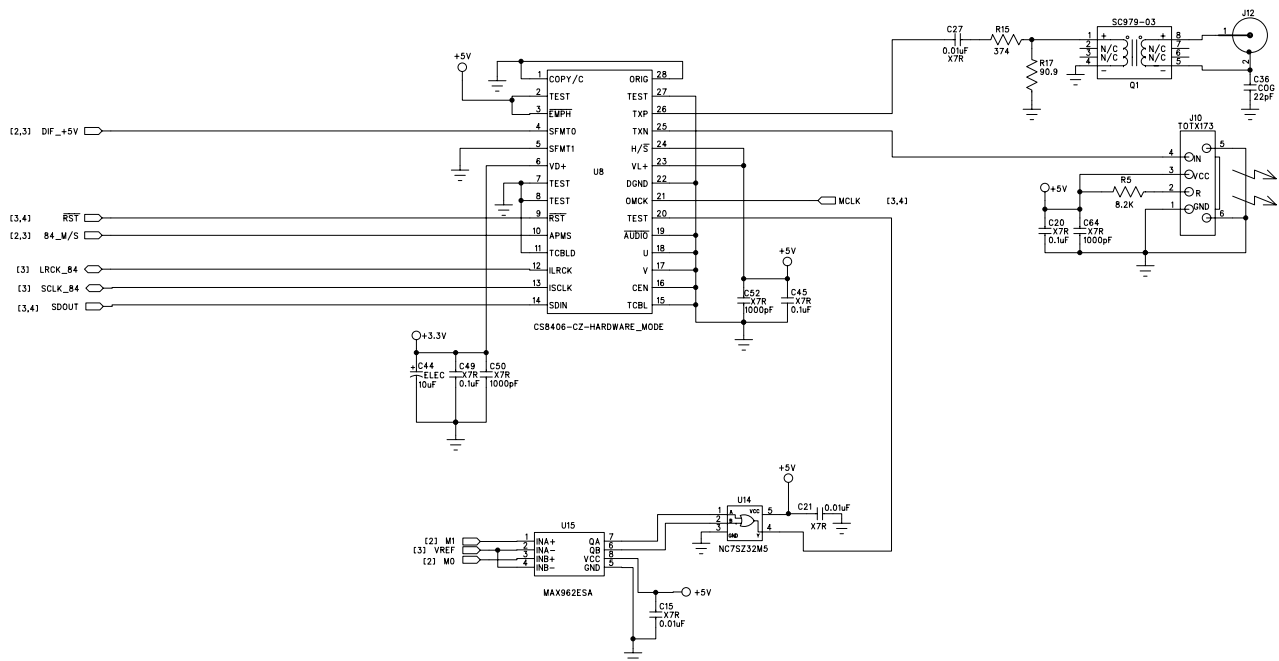 C27
0.01uF
X7R
R15
374
R17
90.9
SC979-03
1 + + 8
2 N/C N/C 7
3 N/C N/C 6
4 - - 5
Q1
J12
1
2
C36
COG
22pF
+5V
1 COPY/C ORIG 28
2 TEST TEST 27
3 EMPH TXP 26
4 SFMT0 TXN 25
5 SFMT1 H/S 24
6 VD+ VL+ 23
7 TEST DGND 22
8 TEST OMCK 21
9 RST TEST 20
10 APMS AUDIO 19
11 TCBLD U 18
12 ILRCK V 17
13 ISCLK CEN 16
14 SDIN TCBL 15
U8
CS8406-CZ-HARDWARE_MODE
[2,3] DIF_+5V
[3,4] RST
[2,3] 84_M/S
[3] LRCK_84
[3] SCLK_84
[3,4] SDOUT
MCLK [3,4]
J10
TOTX173
4 IN 5
3 VCC
2 R
1 GND 6
+5V
R5
8.2K
C20
X7R
0.1uF
C64
X7R
1000pF
+5V
C52
X7R
1000pF
C45
X7R
0.1uF
+3.3V
+ C44
ELEC
10uF
C49
X7R
0.1uF
C50
X7R
1000pF
+5V
U14
1 A VCC 5
2 B
3 GND Y 4
NC7SZ32M5
C21 0.01uF
X7R
U15
[2] M1 1 INA+ QA 7
[3] VREF 2 INA- QB 6
[2] M0 3 INB+ VCC 8
4 INB- GND 5
MAX962ESA
+5V
C15
X7R
0.01uF